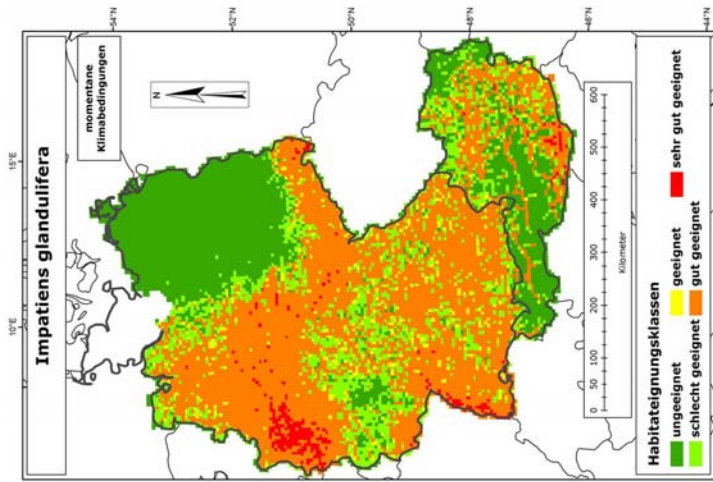 Impatiens glandulifera
momentane
Klimabedingungen
N
10°E
15°E
54°N
52°N
50°N
48°N
46°N
44°N
0 50 100 200 300 400 500 600
Kilometer
Habitateignungsklassen
ungeeignet
schlecht geeignet
geeignet
gut geeignet
sehr gut geeignet